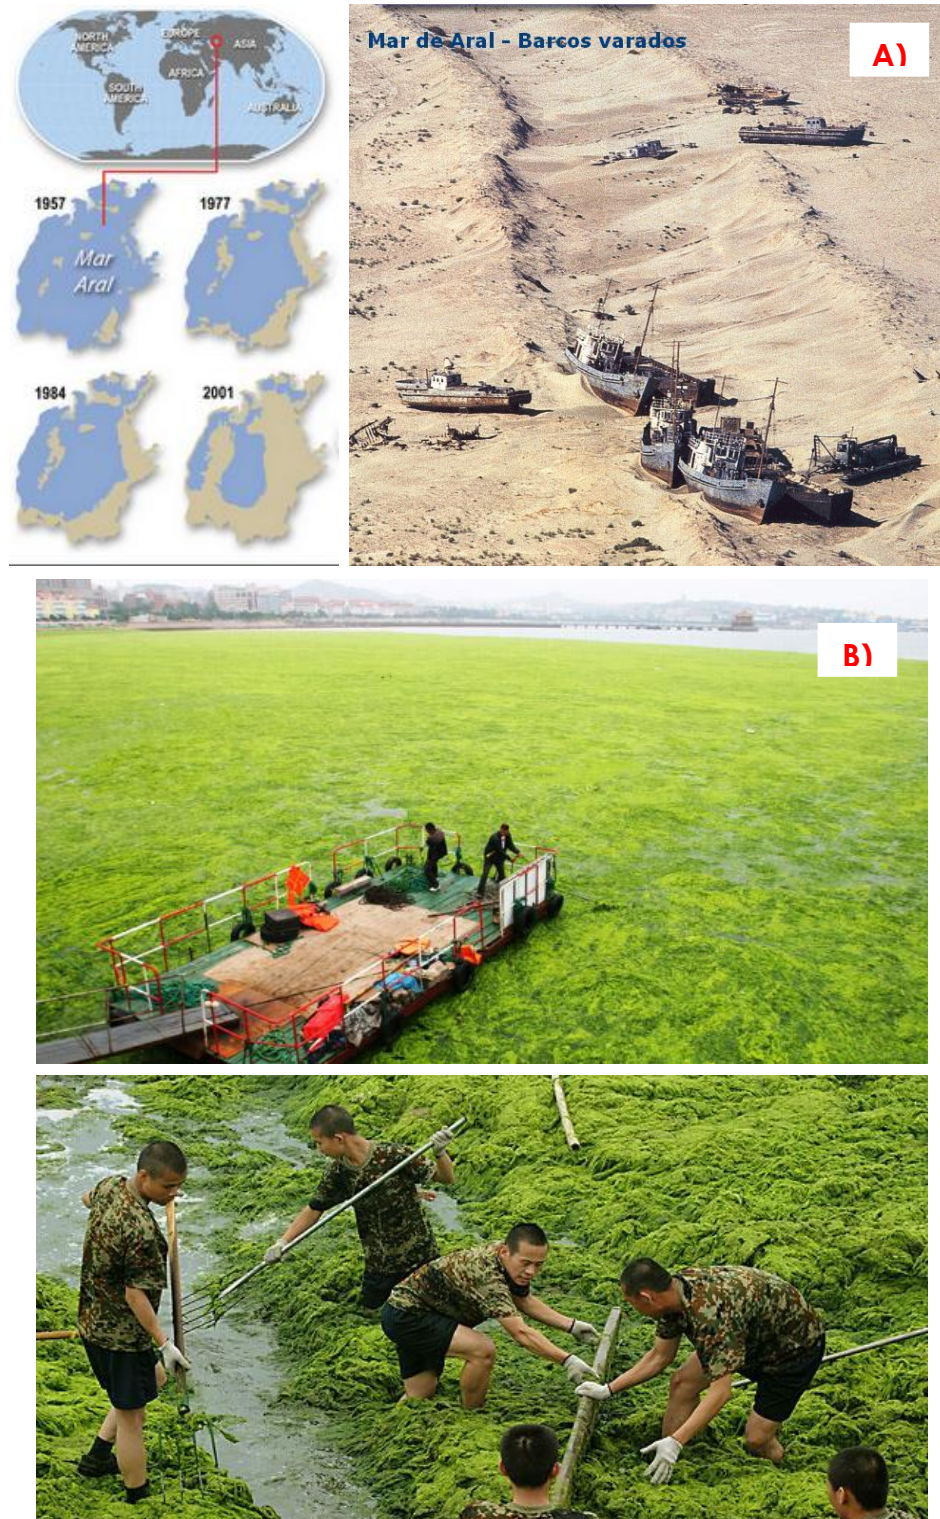 NORTH
AMERICA
EUROPE
ASIA
AFRICA
SOUTH
AMERICA
AUSTRALIA
1957
1977
Mar
Aral
1984
2001
Mar de Aral - Barcos varados
A)
B)